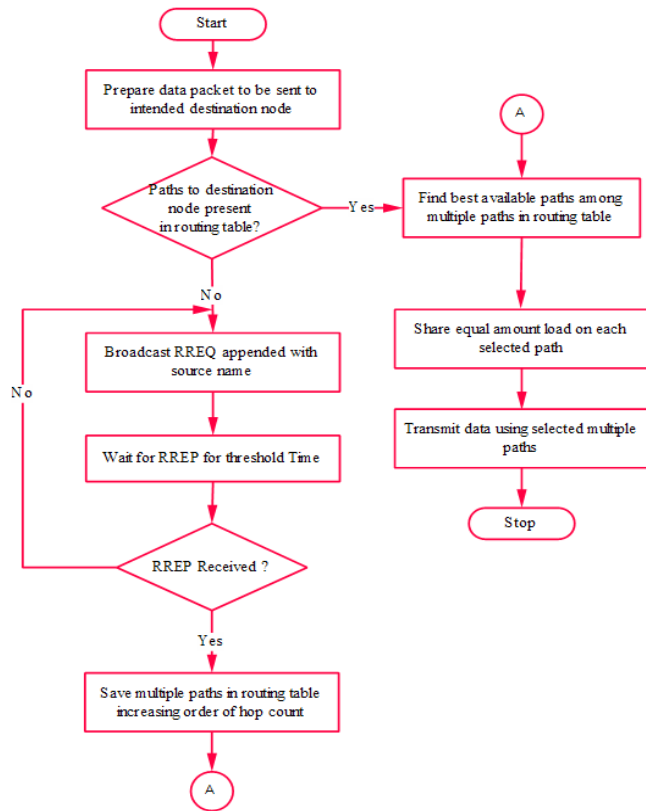 Start
Prepare data packet to be sent to
intended destination node
Paths to destination
node present
in routing table?
Yes
No
Broadcast RREQ appended with
source name
No
Wait for RREP for threshold Time
RREP Received ?
Yes
Save multiple paths in routing table
increasing order of hop count
A
A
Find best available paths among
multiple paths in routing table
Share equal amount load on each
selected path
Transmit data using selected multiple
paths
Stop